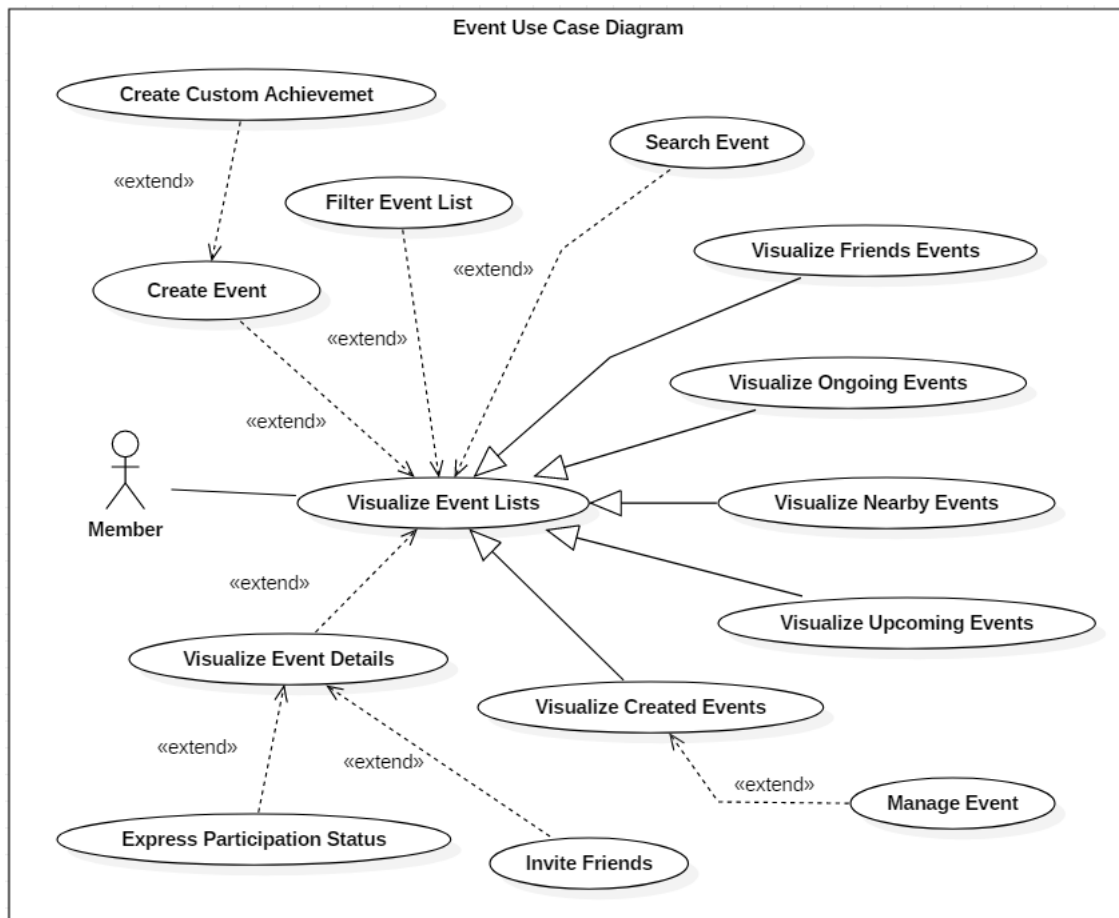 Event Use Case Diagram
Create Custom Achievemet
Search Event
«extend»
Filter Event List
Visualize Friends Events
«extend»
Create Event
«extend»
Visualize Ongoing Events
«extend»
Visualize Event Lists
Visualize Nearby Events
Member
«extend»
Visualize Upcoming Events
Visualize Event Details
Visualize Created Events
«extend»
«extend»
«extend»
Manage Event
Express Participation Status
Invite Friends